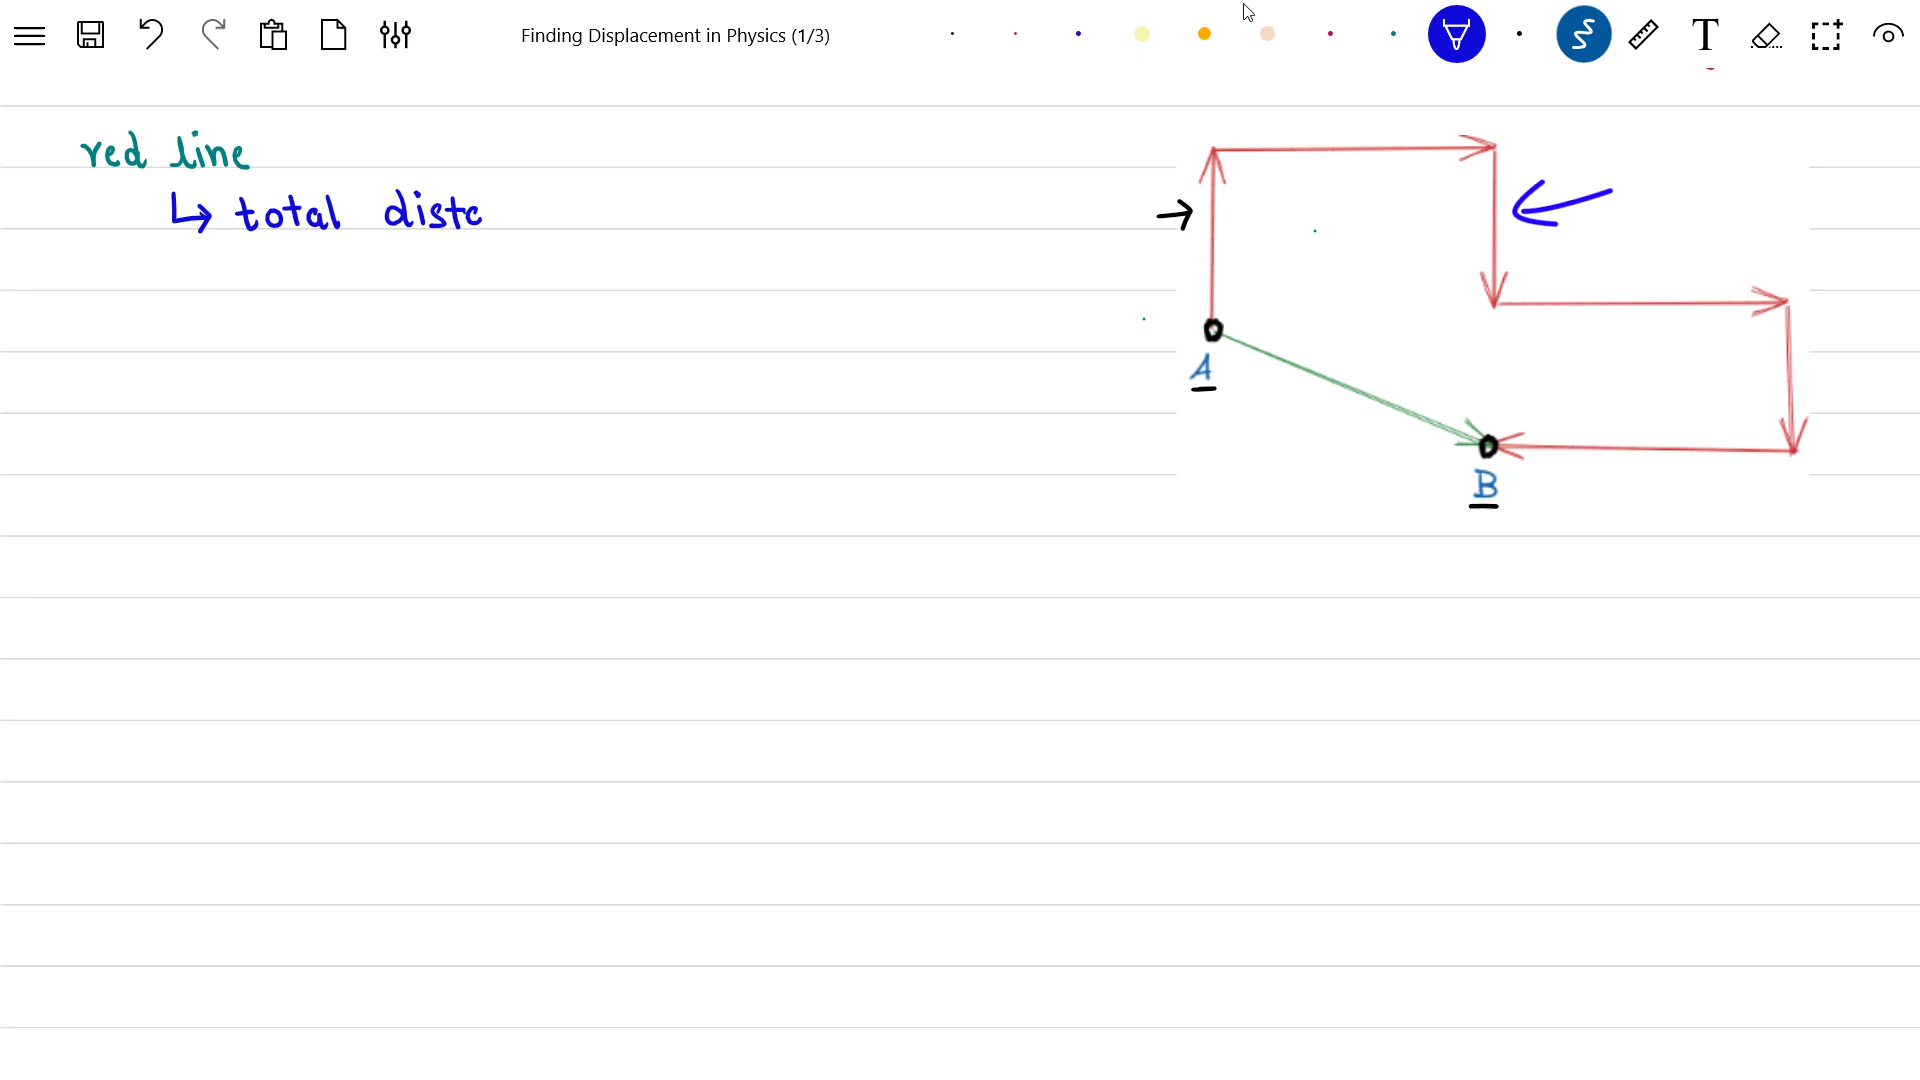 Finding Displacement in Physics (1/3)
T
red line
↳ total distc
A
B